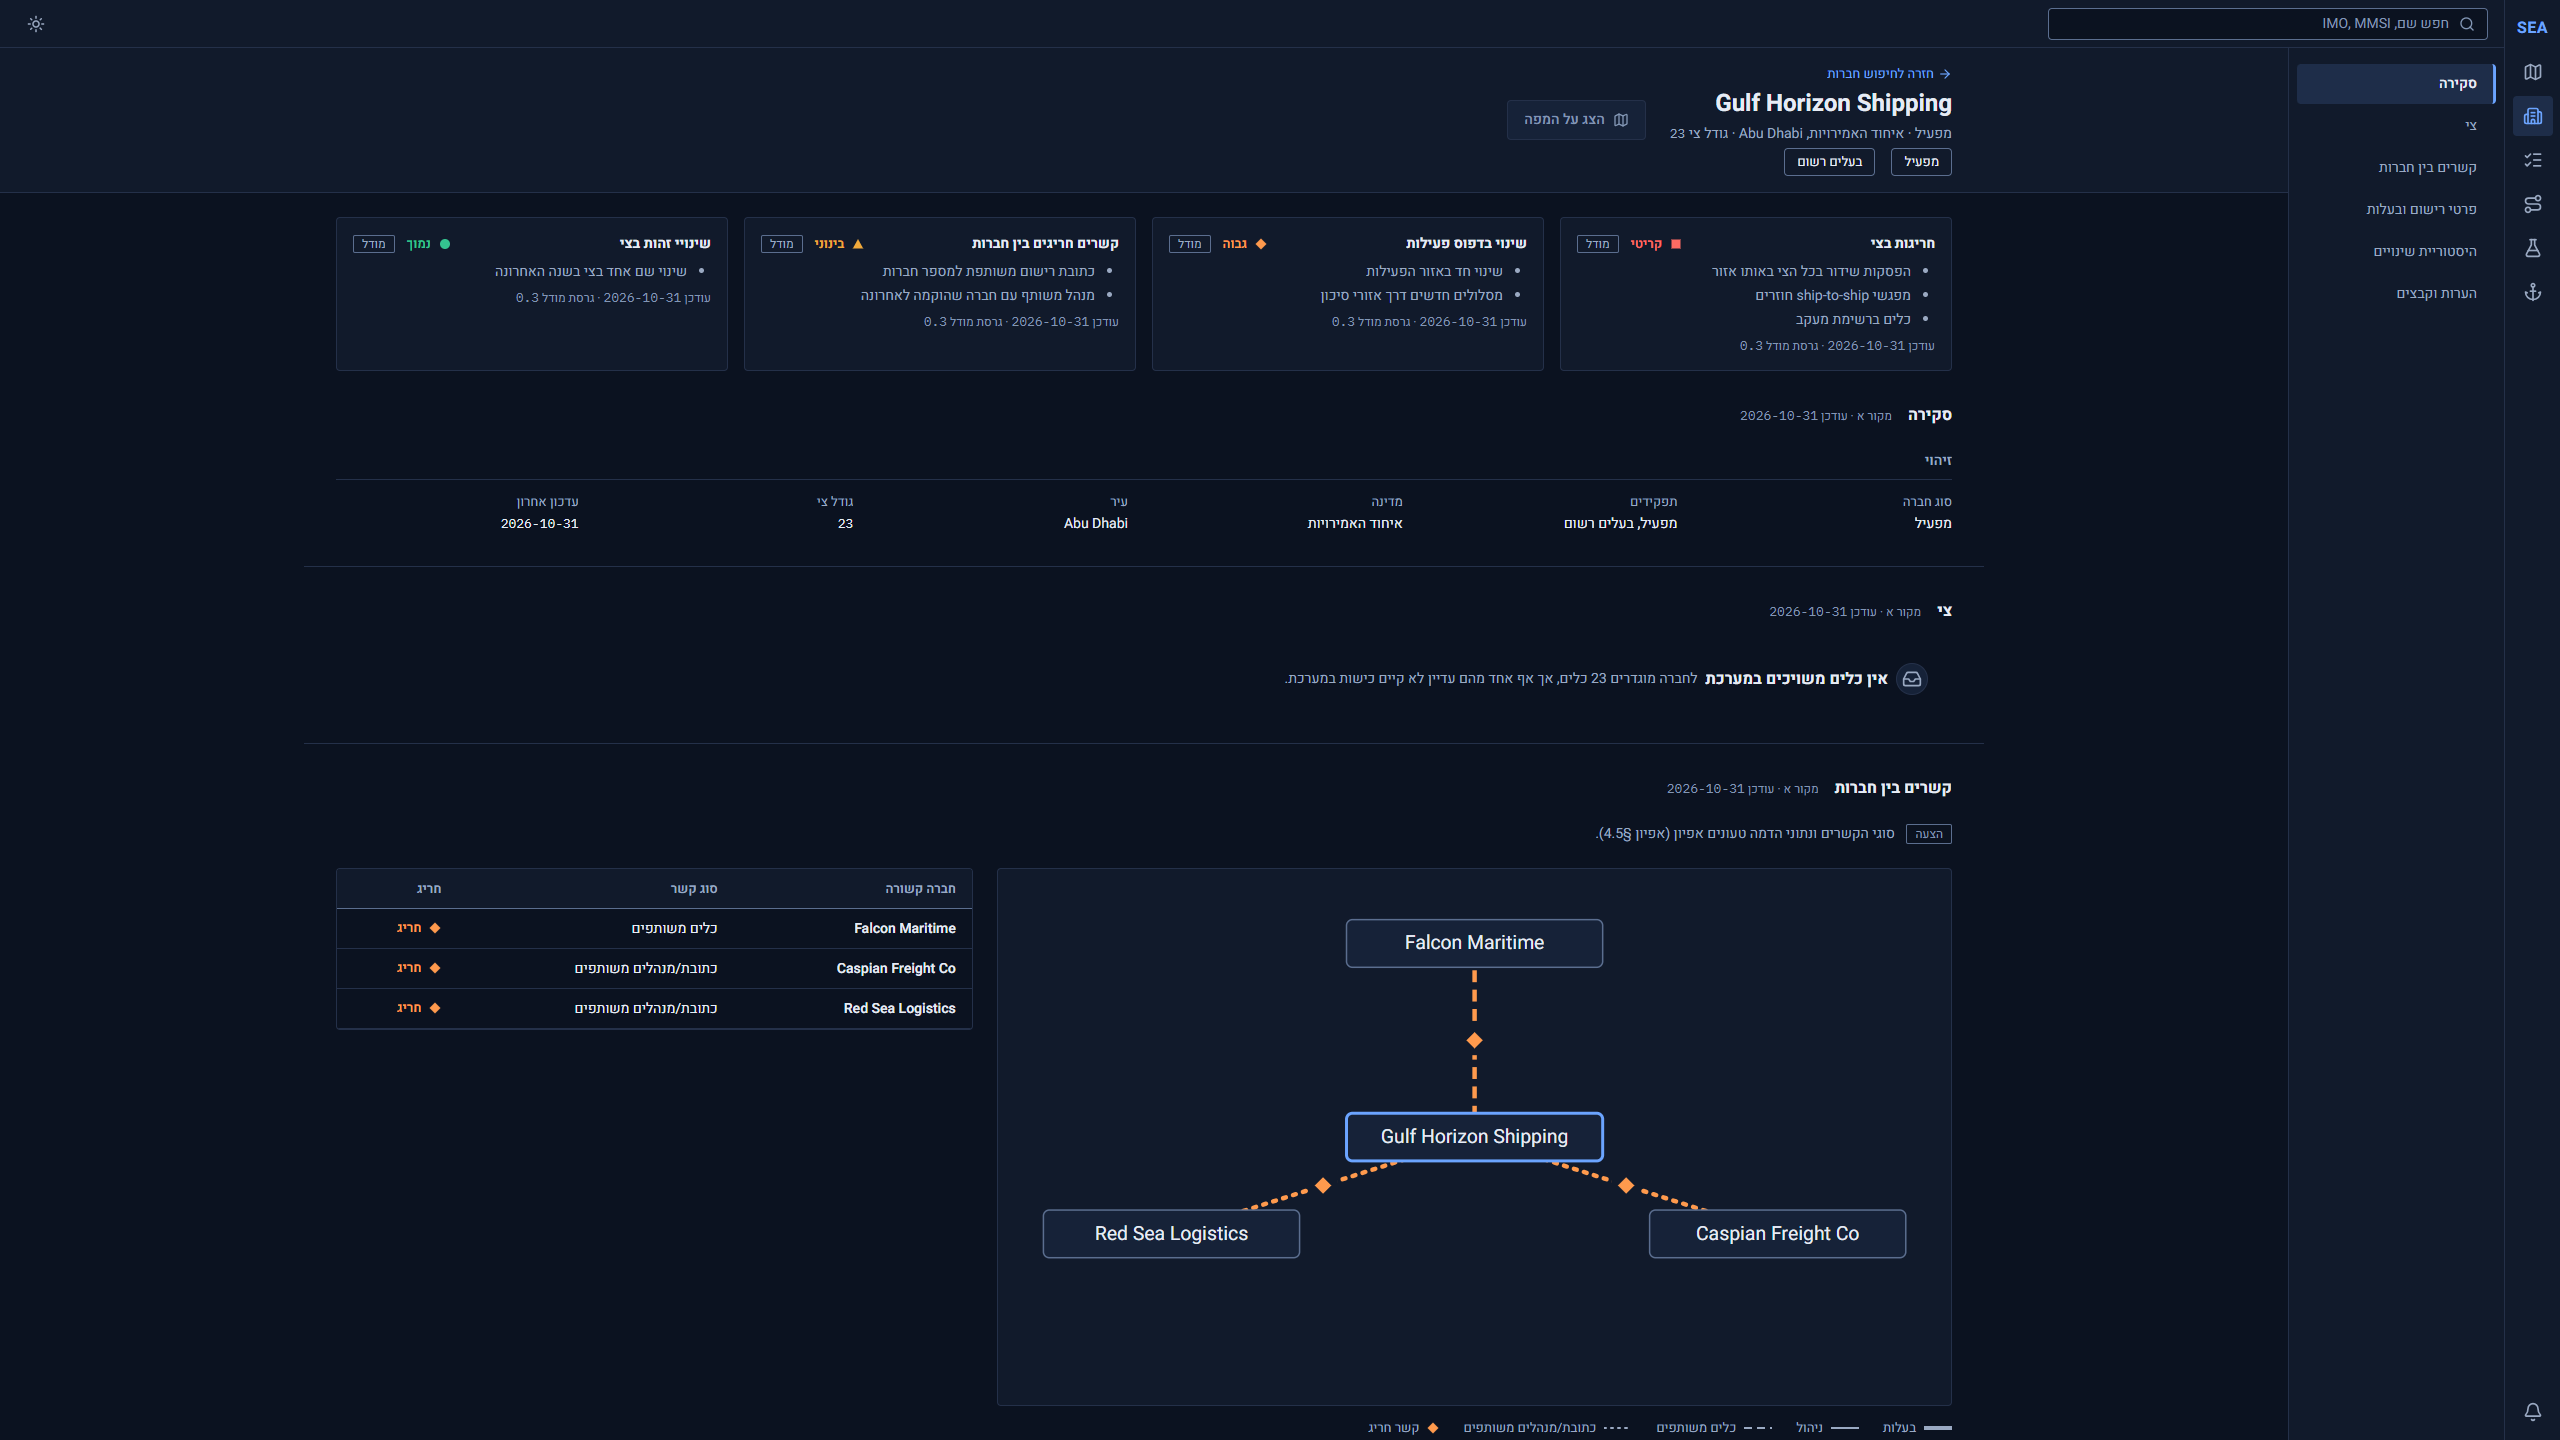 SEA
חפש שם, IMO, MMSI
סקירה
צי
קשרים בין חברות
פרטי רישום ובעלות
היסטוריית שינויים
הערות וקבצים
חזרה לחיפוש חברות
Gulf Horizon Shipping
מפעיל · איחוד האמירויות, Abu Dhabi · גודל צי 23
מפעיל
בעלים רשום
הצג על המפה
חריגות בצי
קריטי
מודל
הפסקות שידור בכל הצי באותו אזור
מפגשי ship-to-ship חוזרים
כלים ברשימת מעקב
עודכן 2026-10-31 · גרסת מודל 0.3
שינוי בדפוס פעילות
גבוה
מודל
שינוי חד באזור הפעילות
מסלולים חדשים דרך אזורי סיכון
עודכן 2026-10-31 · גרסת מודל 0.3
קשרים חריגים בין חברות
בינוני
מודל
כתובת רישום משותפת למספר חברות
מנהל משותף עם חברה שהוקמה לאחרונה
עודכן 2026-10-31 · גרסת מודל 0.3
שינויי זהות בצי
נמוך
מודל
שינוי שם אחד בצי בשנה האחרונה
עודכן 2026-10-31 · גרסת מודל 0.3
סקירה מקור א · עודכן 2026-10-31
זיהוי
סוג חברה תפקידים מדינה עיר גודל צי עדכון אחרון
מפעיל מפעיל, בעלים רשום איחוד האמירויות Abu Dhabi 23 2026-10-31
צי מקור א · עודכן 2026-10-31
אין כלים משויכים במערכת לחברה מוגדרים 23 כלים, אך אף אחד מהם עדיין לא קיים כישות במערכת.
קשרים בין חברות מקור א · עודכן 2026-10-31
הצעה סוגי הקשרים ונתוני הדמה טעונים אפיון (אפיון §4.5).
Falcon Maritime
Gulf Horizon Shipping
Red Sea Logistics
Caspian Freight Co
בעלות ניהול כלים משותפים כתובת/מנהלים משותפים קשר חריג
חברה קשורה סוג קשר חריג
Falcon Maritime כלים משותפים חריג
Caspian Freight Co כתובת/מנהלים משותפים חריג
Red Sea Logistics כתובת/מנהלים משותפים חריג